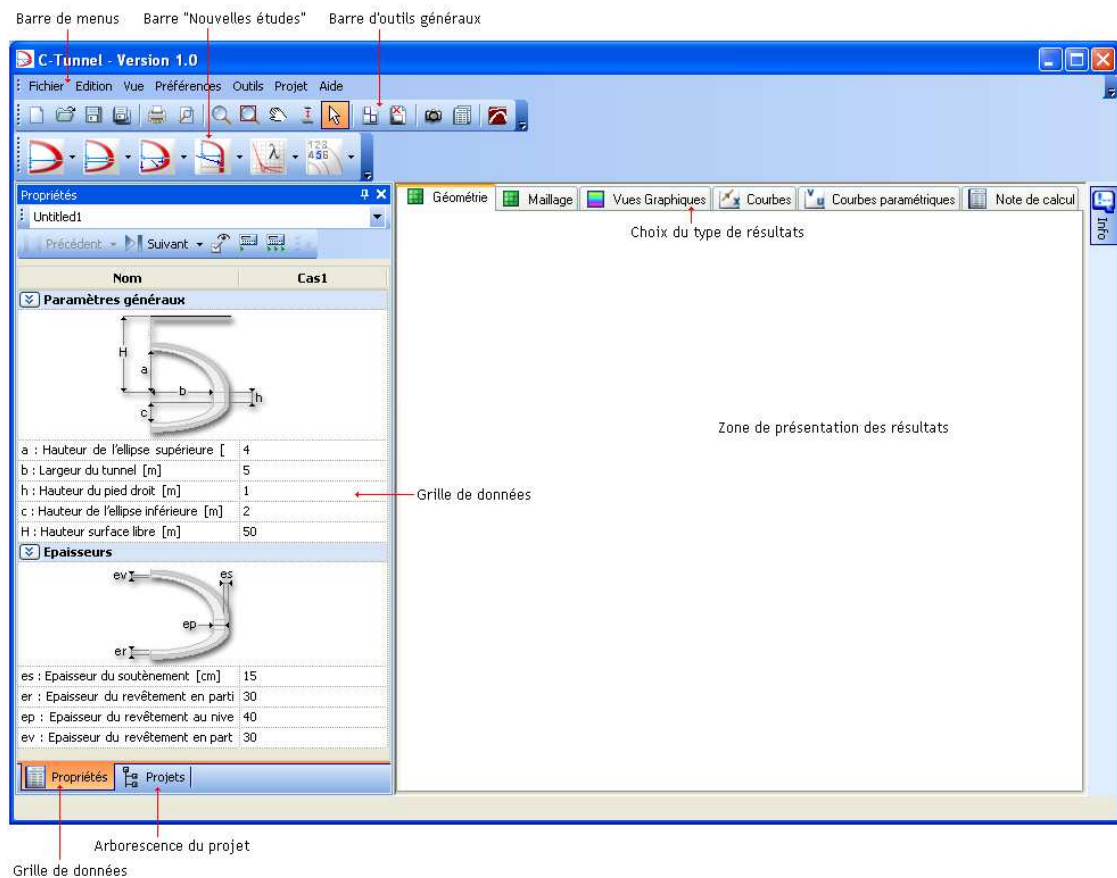 Barre de menus Barre "Nouvelles études" Barre d'outils généraux
C-Tunnel - Version 1.0
Fichier Edition Vue Préférences Outils Projet Aide
λ
123
456
Propriétés
Géométrie Maillage Vues Graphiques Courbes Courbes paramétriques Note de calcul
Info
Untitled1
Choix du type de résultats
Précédent Suivant
Nom Cas1
Paramètres généraux
H
a
b
h
c
Zone de présentation des résultats
a : Hauteur de l'ellipse supérieure [ 4
b : Largeur du tunnel [m] 5
h : Hauteur du pied droit [m] 1
Grille de données
c : Hauteur de l'ellipse inférieure [m] 2
H : Hauteur surface libre [m] 50
Epaisseurs
ev es
ep
er
es : Epaisseur du soutènement [cm] 15
er : Epaisseur du revêtement en parti 30
ep : Epaisseur du revêtement au nive 40
ev : Epaisseur du revêtement en part 30
Propriétés Projets
Arborescence du projet
Grille de données